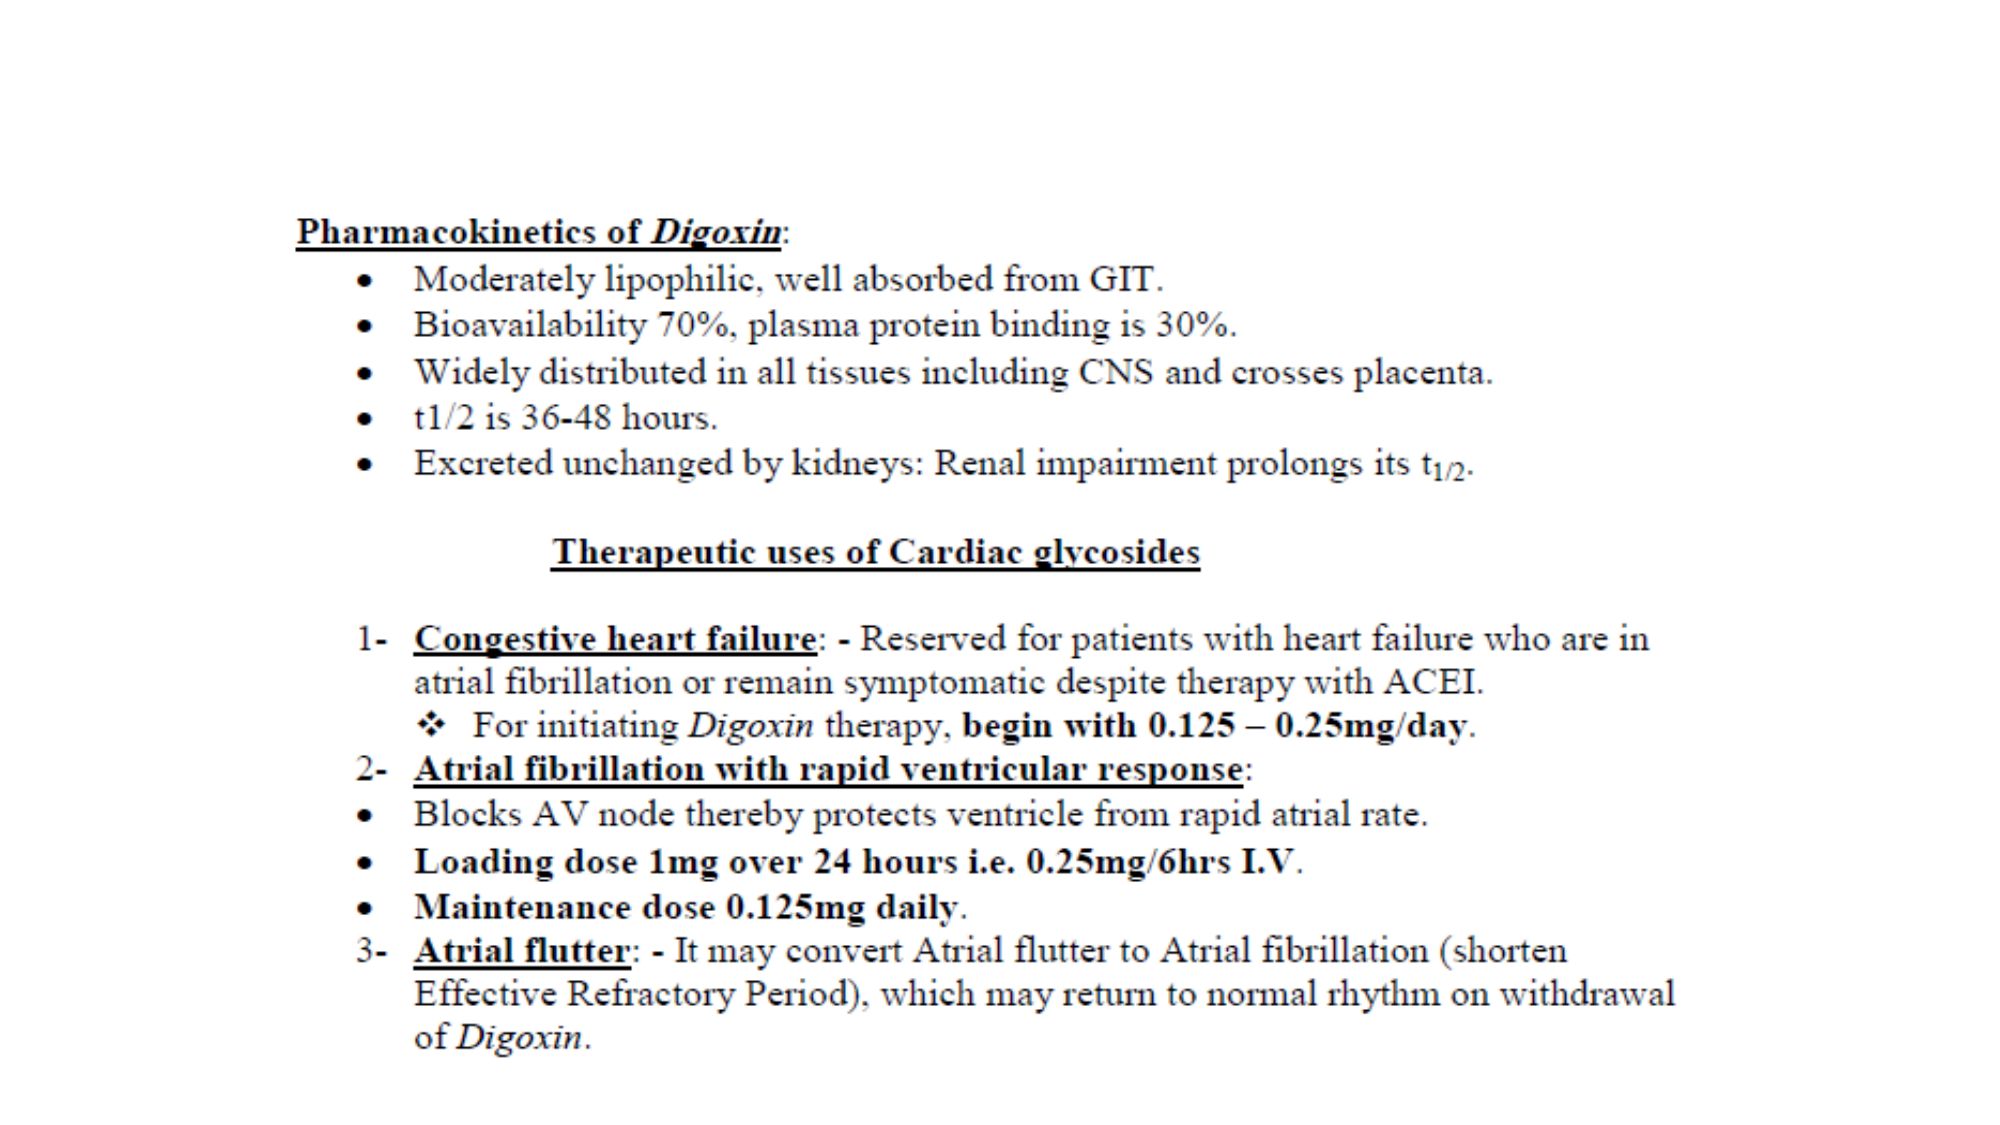 Pharmacokinetics of Digoxin:
• Moderately lipophilic, well absorbed from GIT.
• Bioavailability 70%, plasma protein binding is 30%.
• Widely distributed in all tissues including CNS and crosses placenta.
• t1/2 is 36-48 hours.
• Excreted unchanged by kidneys: Renal impairment prolongs its t1/2.
Therapeutic uses of Cardiac glycosides
1- Congestive heart failure: - Reserved for patients with heart failure who are in
atrial fibrillation or remain symptomatic despite therapy with ACEI.
❖ For initiating Digoxin therapy, begin with 0.125 – 0.25mg/day.
2- Atrial fibrillation with rapid ventricular response:
• Blocks AV node thereby protects ventricle from rapid atrial rate.
• Loading dose 1mg over 24 hours i.e. 0.25mg/6hrs I.V.
• Maintenance dose 0.125mg daily.
3- Atrial flutter: - It may convert Atrial flutter to Atrial fibrillation (shorten
Effective Refractory Period), which may return to normal rhythm on withdrawal
of Digoxin.